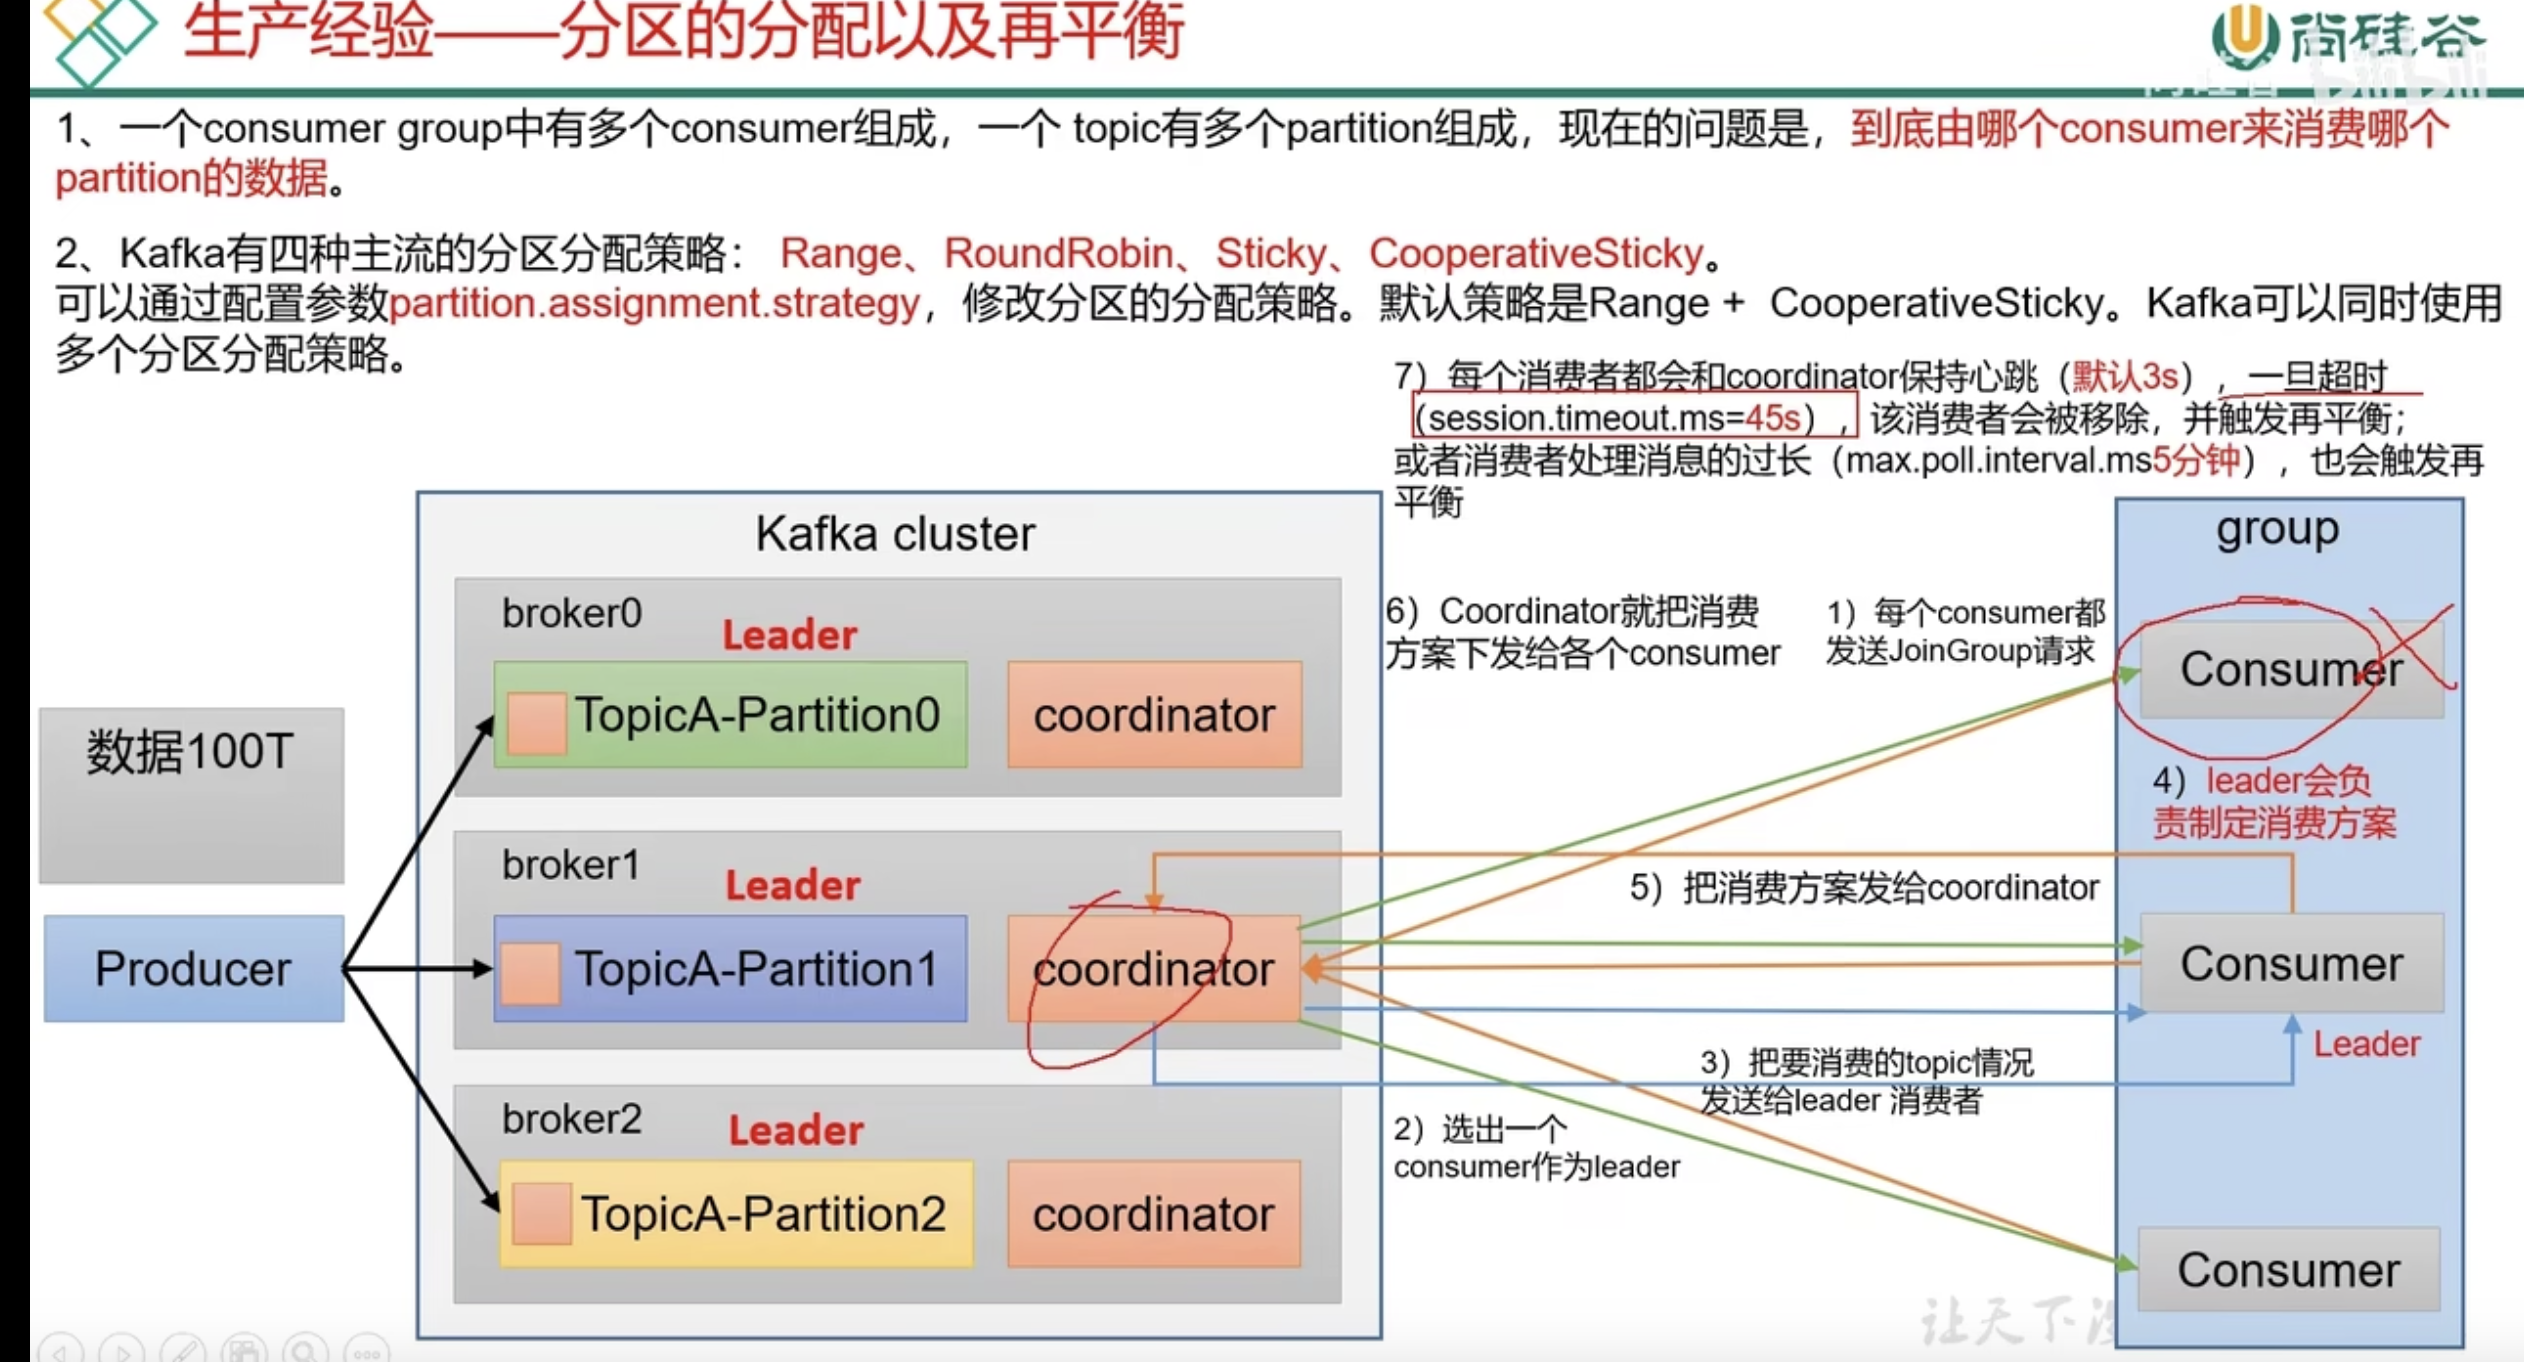 生产经验——分区的分配以及再平衡
尚硅谷
bilibili
1、一个consumer group中有多个consumer组成，一个 topic有多个partition组成，现在的问题是，到底由哪个consumer来消费哪个
partition的数据。
2、Kafka有四种主流的分区分配策略： Range、RoundRobin、Sticky、CooperativeSticky。
可以通过配置参数partition.assignment.strategy，修改分区的分配策略。默认策略是Range + CooperativeSticky。Kafka可以同时使用
多个分区分配策略。
7）每个消费者都会和coordinator保持心跳（默认3s），一旦超时
（session.timeout.ms=45s），该消费者会被移除，并触发再平衡；
或者消费者处理消息的过长（max.poll.interval.ms5分钟），也会触发再
平衡
Kafka cluster
group
broker0
Leader
TopicA-Partition0
coordinator
6）Coordinator就把消费
方案下发给各个consumer
1）每个consumer都
发送JoinGroup请求
Consumer
数据100T
4）leader会负
责制定消费方案
broker1
Leader
5）把消费方案发给coordinator
Producer
TopicA-Partition1
coordinator
Consumer
Leader
3）把要消费的topic情况
发送给leader 消费者
broker2
Leader
2）选出一个
consumer作为leader
TopicA-Partition2
coordinator
Consumer
让天下没